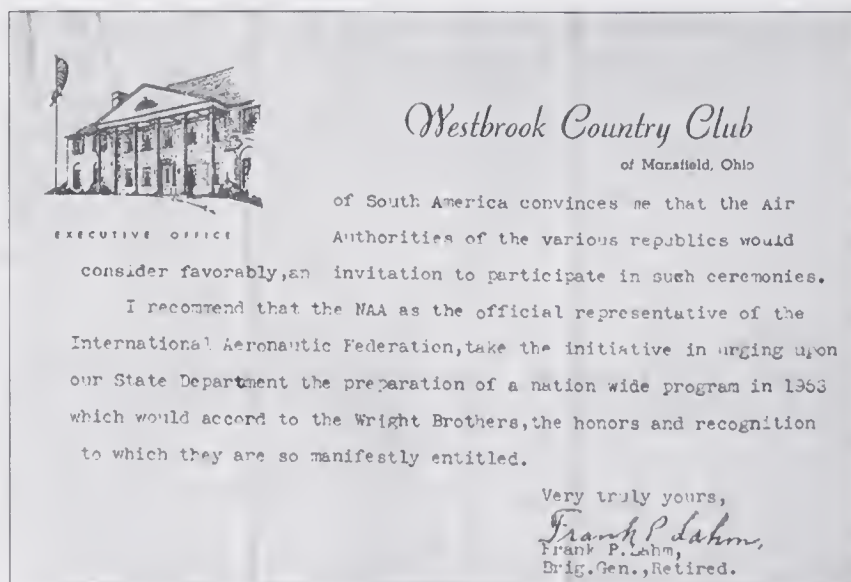 Westbrook Country Club
of Mansfield, Ohio
EXECUTIVE OFFICE
of South America convinces me that the Air
Authorities of the various republics would
consider favorably,an invitation to participate in such ceremonies.
I recommend that the NAA as the official representative of the
International Aeronautic Federation,take the initiative in urging upon
our State Department the preparation of a nation wide program in 1953
which would accord to the Wright Brothers,the honors and recognition
to which they are so manifestly entitled.
Very truly yours,
Frank P Lahm,
Frank P.Lahm,
Brig.Gen.,Retired.